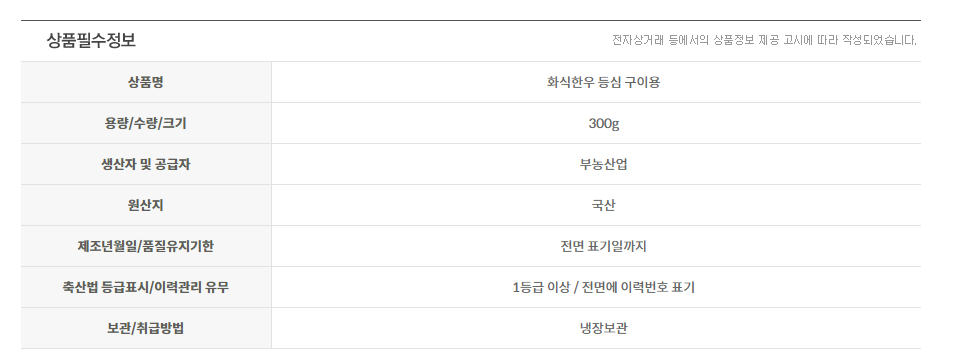 상품필수정보
전자상거래 등에서의 상품정보 제공 고시에 따라 작성되었습니다.
상품명 화식한우 등심 구이용
용량/수량/크기 300g
생산자 및 공급자 부농산업
원산지 국산
제조년월일/품질유지기한 전면 표기일까지
축산법 등급표시/이력관리 유무 1등급 이상 / 전면에 이력번호 표기
보관/취급방법 냉장보관